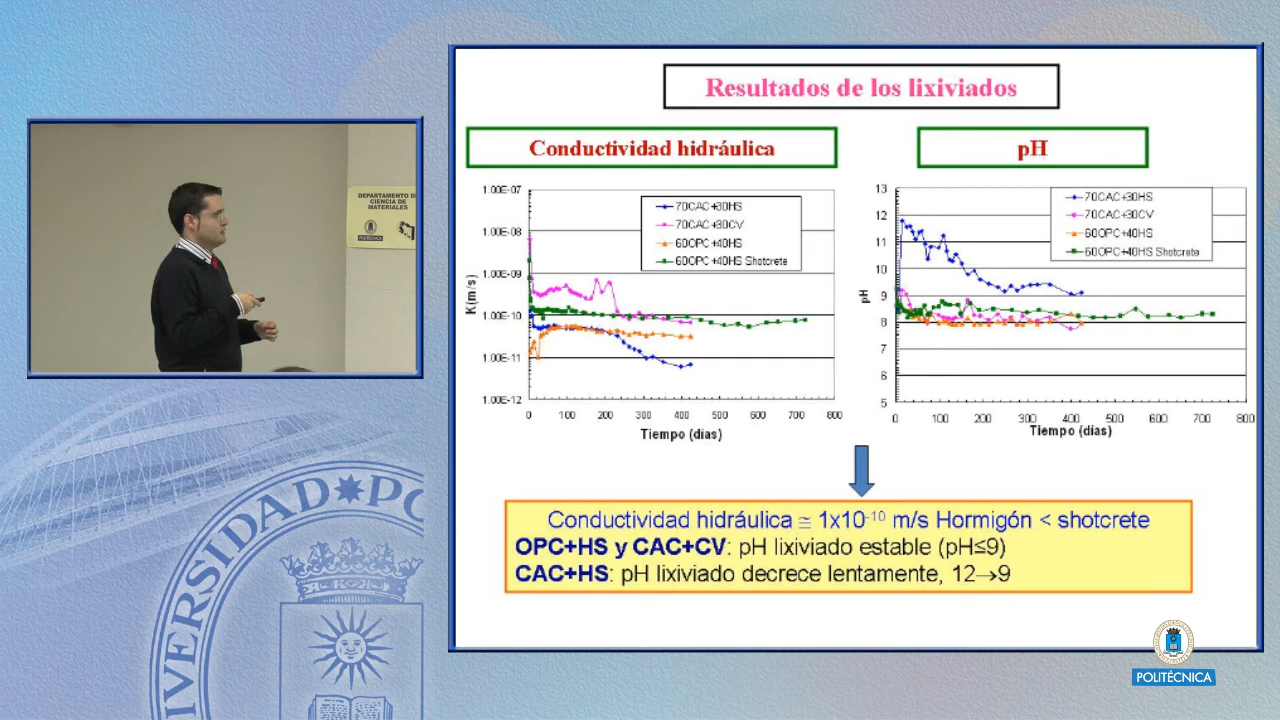 Resultados de los lixiviados
Conductividad hidráulica
pH
1.00E-07
1.00E-08
1.00E-09
1.00E-10
1.00E-11
1.00E-12
K(m/s)
70CAC+30HS
70CAC+30CV
60OPC+40HS
60OPC+40HS Shotcrete
0 100 200 300 400 500 600 700 800
Tiempo (días)
13
12
11
10
9
8
7
6
5
pH
70CAC+30HS
70CAC+30CV
60OPC+40HS
60OPC+40HS Shotcrete
0 100 200 300 400 500 600 700 800
Tiempo (días)
Conductividad hidráulica ≅ 1x10⁻¹⁰ m/s Hormigón < shotcrete
OPC+HS y CAC+CV: pH lixiviado estable (pH≤9)
CAC+HS: pH lixiviado decrece lentamente, 12→9
DEPARTAMENTO DE
CIENCIA DE
MATERIALES
POLITÉCNICA
IVERSIDAD PO
POLITÉCNICA